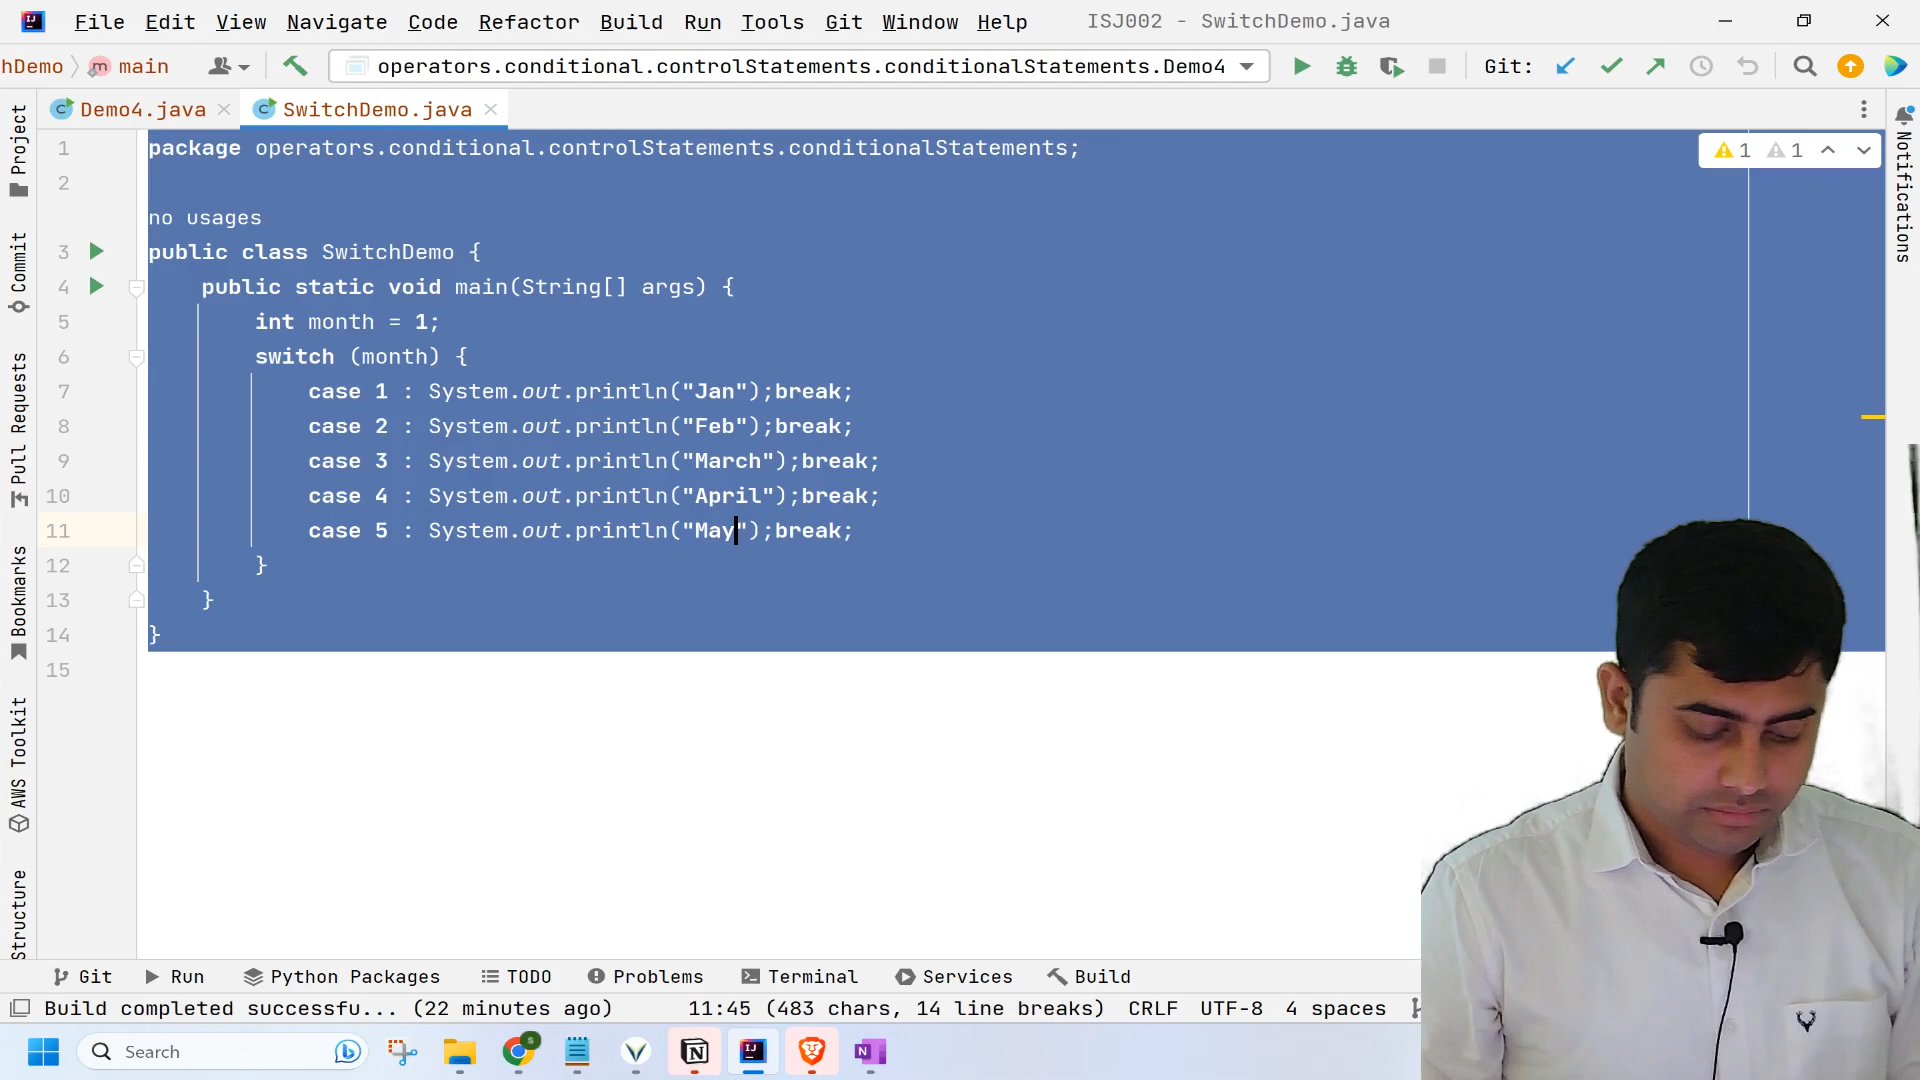 File Edit View Navigate Code Refactor Build Run Tools Git Window Help ISJ002 - SwitchDemo.java
hDemo main operators.conditional.controlStatements.conditionalStatements.Demo4 Git:
Demo4.java SwitchDemo.java
1 package operators.conditional.controlStatements.conditionalStatements; 1 1
2
no usages
3 public class SwitchDemo {
4 public static void main(String[] args) {
5 int month = 1;
6 switch (month) {
7 case 1 : System.out.println("Jan");break;
8 case 2 : System.out.println("Feb");break;
9 case 3 : System.out.println("March");break;
10 case 4 : System.out.println("April");break;
11 case 5 : System.out.println("May");break;
12 }
13 }
14 }
15
Project
Commit
Pull Requests
Bookmarks
AWS Toolkit
Structure
Notifications
Git Run Python Packages TODO Problems Terminal Services Build
Build completed successfu... (22 minutes ago) 11:45 (483 chars, 14 line breaks) CRLF UTF-8 4 spaces
Search